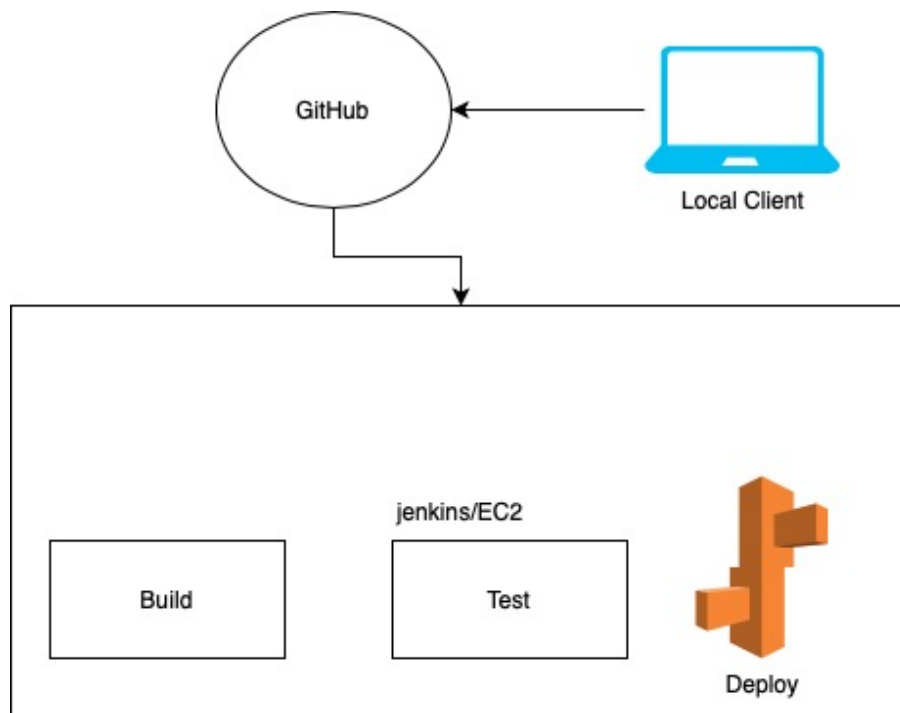 GitHub
Local Client
jenkins/EC2
Build
Test
Deploy